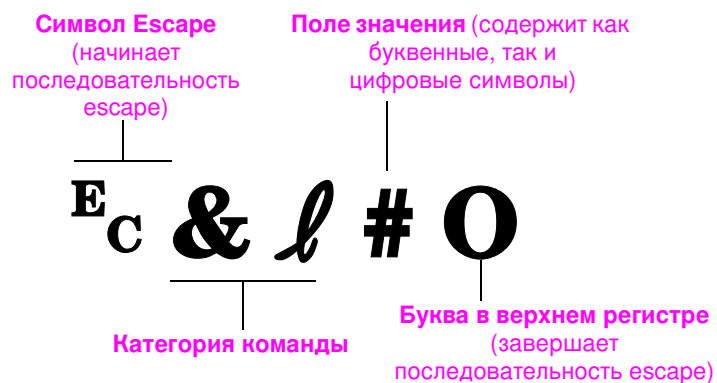 Символ Escape
(начинает
последовательность
escape)
Поле значения (содержит как
буквенные, так и
цифровые символы)
EC & ℓ # O
Категория команды
Буква в верхнем регистре
(завершает
последовательность escape)